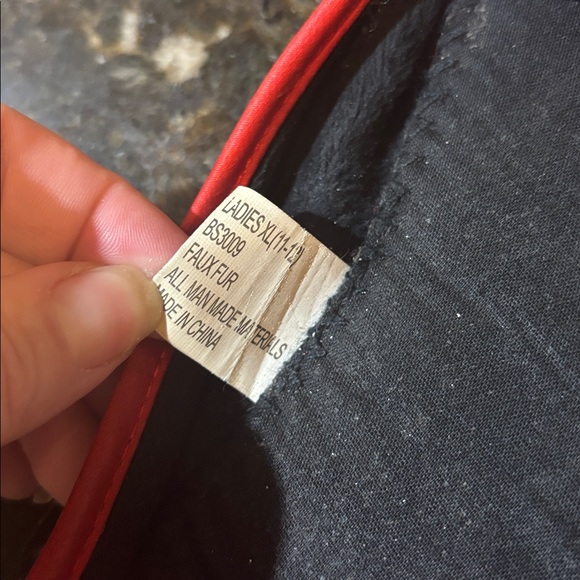 LADIES XL(11-12)
BS3009
FAUX FUR
ALL MAN MADE MATERIALS
MADE IN CHINA